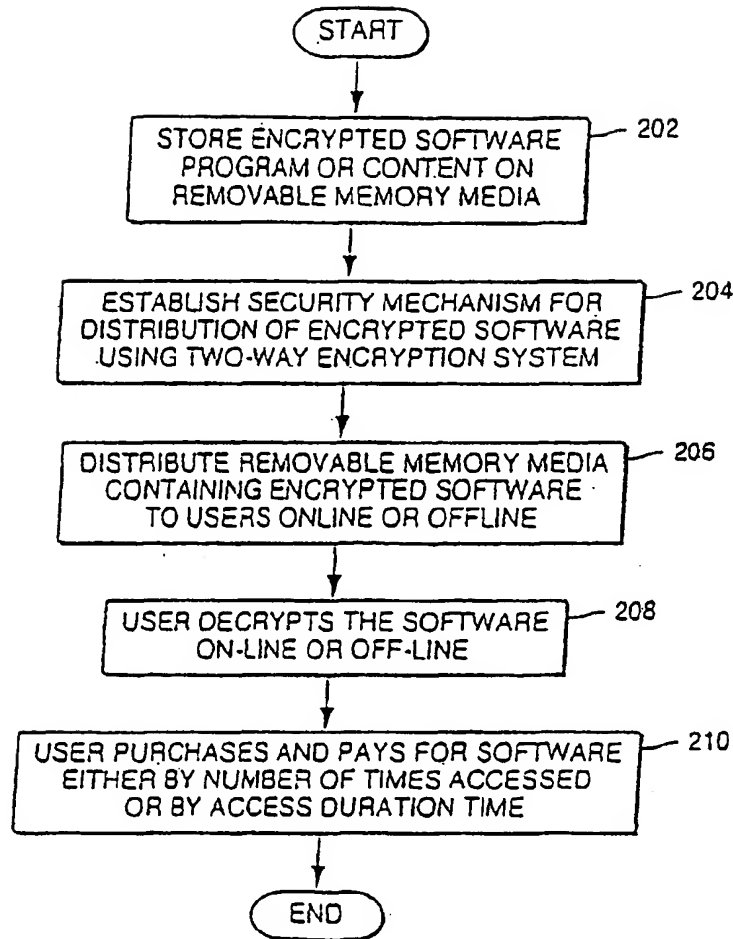 START
STORE ENCRYPTED SOFTWARE
PROGRAM OR CONTENT ON
REMOVABLE MEMORY MEDIA
202
ESTABLISH SECURITY MECHANISM FOR
DISTRIBUTION OF ENCRYPTED SOFTWARE
USING TWO-WAY ENCRYPTION SYSTEM
204
DISTRIBUTE REMOVABLE MEMORY MEDIA
CONTAINING ENCRYPTED SOFTWARE
TO USERS ONLINE OR OFFLINE
206
USER DECRYPTS THE SOFTWARE
ON-LINE OR OFF-LINE
208
USER PURCHASES AND PAYS FOR SOFTWARE
EITHER BY NUMBER OF TIMES ACCESSED
OR BY ACCESS DURATION TIME
210
END